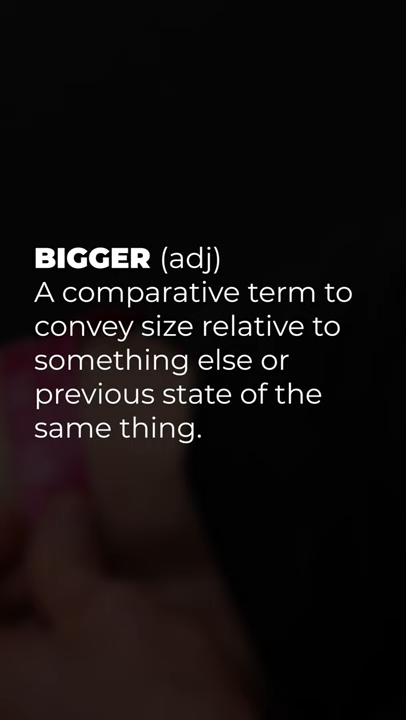 BIGGER (adj)
A comparative term to
convey size relative to
something else or
previous state of the
same thing.